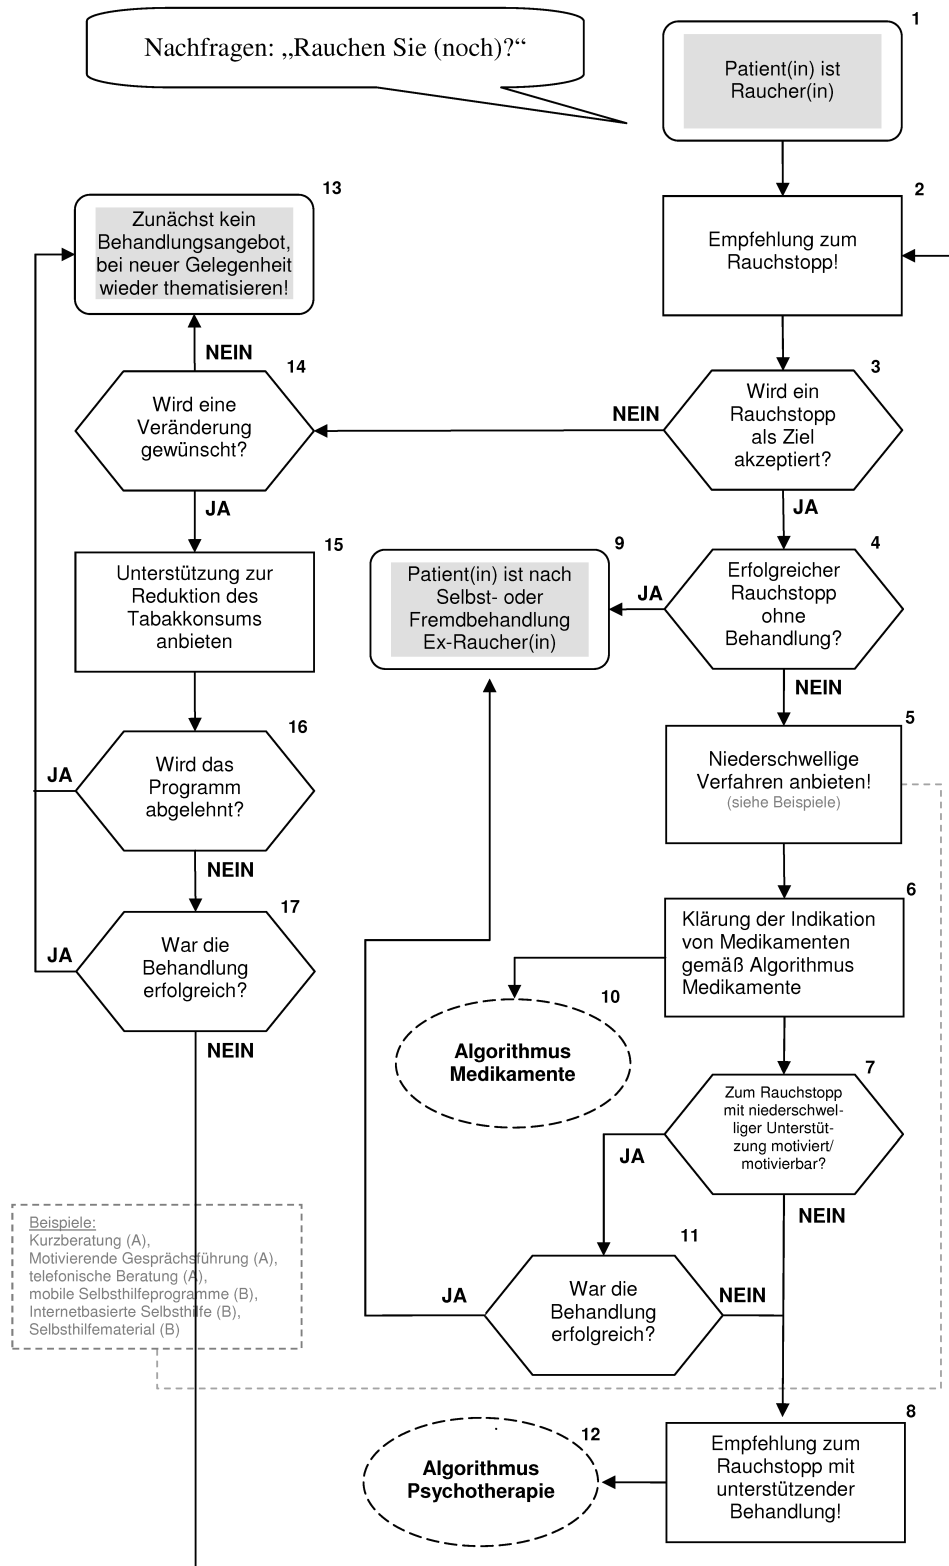 Nachfragen: „Rauchen Sie (noch)?“
1
Patient(in) ist
Raucher(in)
2
Empfehlung zum
Rauchstopp!
13
Zunächst kein
Behandlungsangebot,
bei neuer Gelegenheit
wieder thematisieren!
NEIN
14
Wird eine
Veränderung
gewünscht?
NEIN
3
Wird ein
Rauchstopp
als Ziel
akzeptiert?
JA
JA
15
Unterstützung zur
Reduktion des
Tabakkonsums
anbieten
9
Patient(in) ist nach
Selbst- oder
Fremdbehandlung
Ex-Raucher(in)
JA
4
Erfolgreicher
Rauchstopp
ohne
Behandlung?
NEIN
16
Wird das
Programm
abgelehnt?
JA
NEIN
5
Niederschwellige
Verfahren anbieten!
(siehe Beispiele)
17
War die
Behandlung
erfolgreich?
JA
NEIN
6
Klärung der Indikation
von Medikamenten
gemäß Algorithmus
Medikamente
10
Algorithmus
Medikamente
7
Zum Rauchstopp
mit niederschwel-
liger Unterstüt-
zung motiviert/
motivierbar?
JA
NEIN
Beispiele:
Kurzberatung (A),
Motivierende Gesprächsführung (A),
telefonische Beratung (A),
mobile Selbsthilfeprogramme (B),
Internetbasierte Selbsthilfe (B),
Selbsthilfematerial (B)
11
War die
Behandlung
erfolgreich?
JA
NEIN
8
Empfehlung zum
Rauchstopp mit
unterstützender
Behandlung!
12
Algorithmus
Psychotherapie